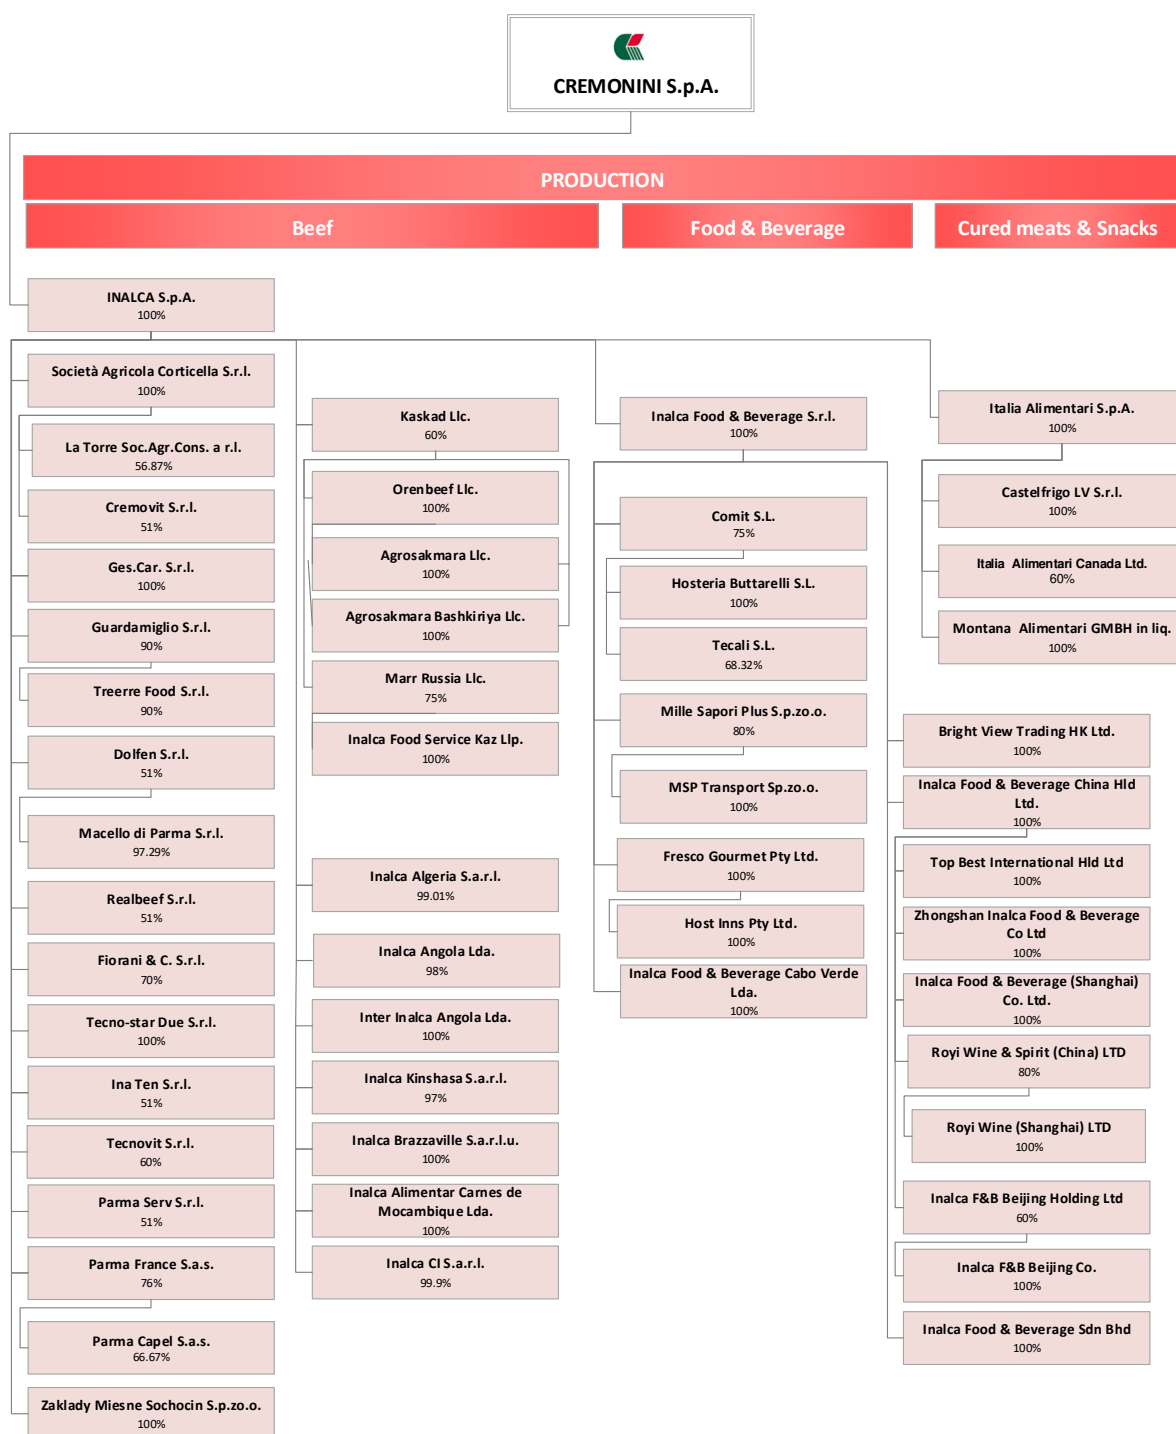 CREMONINI S.p.A.
PRODUCTION
Beef
Food & Beverage
Cured meats & Snacks
INALCA S.p.A.
100%
Società Agricola Corticella S.r.l.
100%
La Torre Soc.Agr.Cons. a r.l.
56.87%
Cremovit S.r.l.
51%
Ges.Car. S.r.l.
100%
Guardamiglio S.r.l.
90%
Treerre Food S.r.l.
90%
Dolfen S.r.l.
51%
Macello di Parma S.r.l.
97.29%
Realbeef S.r.l.
51%
Fiorani & C. S.r.l.
70%
Tecno-star Due S.r.l.
100%
Ina Ten S.r.l.
51%
Tecnovit S.r.l.
60%
Parma Serv S.r.l.
51%
Parma France S.a.s.
76%
Parma Capel S.a.s.
66.67%
Zaklady Miesne Sochocin S.p.zo.o.
100%
Kaskad Llc.
60%
Orenbeef Llc.
100%
Agrosakmara Llc.
100%
Agrosakmara Bashkiriya Llc.
100%
Marr Russia Llc.
75%
Inalca Food Service Kaz Llp.
100%
Inalca Algeria S.a.r.l.
99.01%
Inalca Angola Lda.
98%
Inter Inalca Angola Lda.
100%
Inalca Kinshasa S.a.r.l.
97%
Inalca Brazzaville S.a.r.l.u.
100%
Inalca Alimentar Carnes de
Mocambique Lda.
100%
Inalca CI S.a.r.l.
99.9%
Inalca Food & Beverage S.r.l.
100%
Comit S.L.
75%
Hosteria Buttarelli S.L.
100%
Tecali S.L.
68.32%
Mille Sapori Plus S.p.zo.o.
80%
MSP Transport Sp.zo.o.
100%
Fresco Gourmet Pty Ltd.
100%
Host Inns Pty Ltd.
100%
Inalca Food & Beverage Cabo Verde
Lda.
100%
Bright View Trading HK Ltd.
100%
Inalca Food & Beverage China Hld
Ltd.
100%
Top Best International Hld Ltd
100%
Zhongshan Inalca Food & Beverage
Co Ltd
100%
Inalca Food & Beverage (Shanghai)
Co. Ltd.
100%
Royi Wine & Spirit (China) LTD
80%
Royi Wine (Shanghai) LTD
100%
Inalca F&B Beijing Holding Ltd
60%
Inalca F&B Beijing Co.
100%
Inalca Food & Beverage Sdn Bhd
100%
Italia Alimentari S.p.A.
100%
Castelfrigo LV S.r.l.
100%
Italia Alimentari Canada Ltd.
60%
Montana Alimentari GMBH in liq.
100%